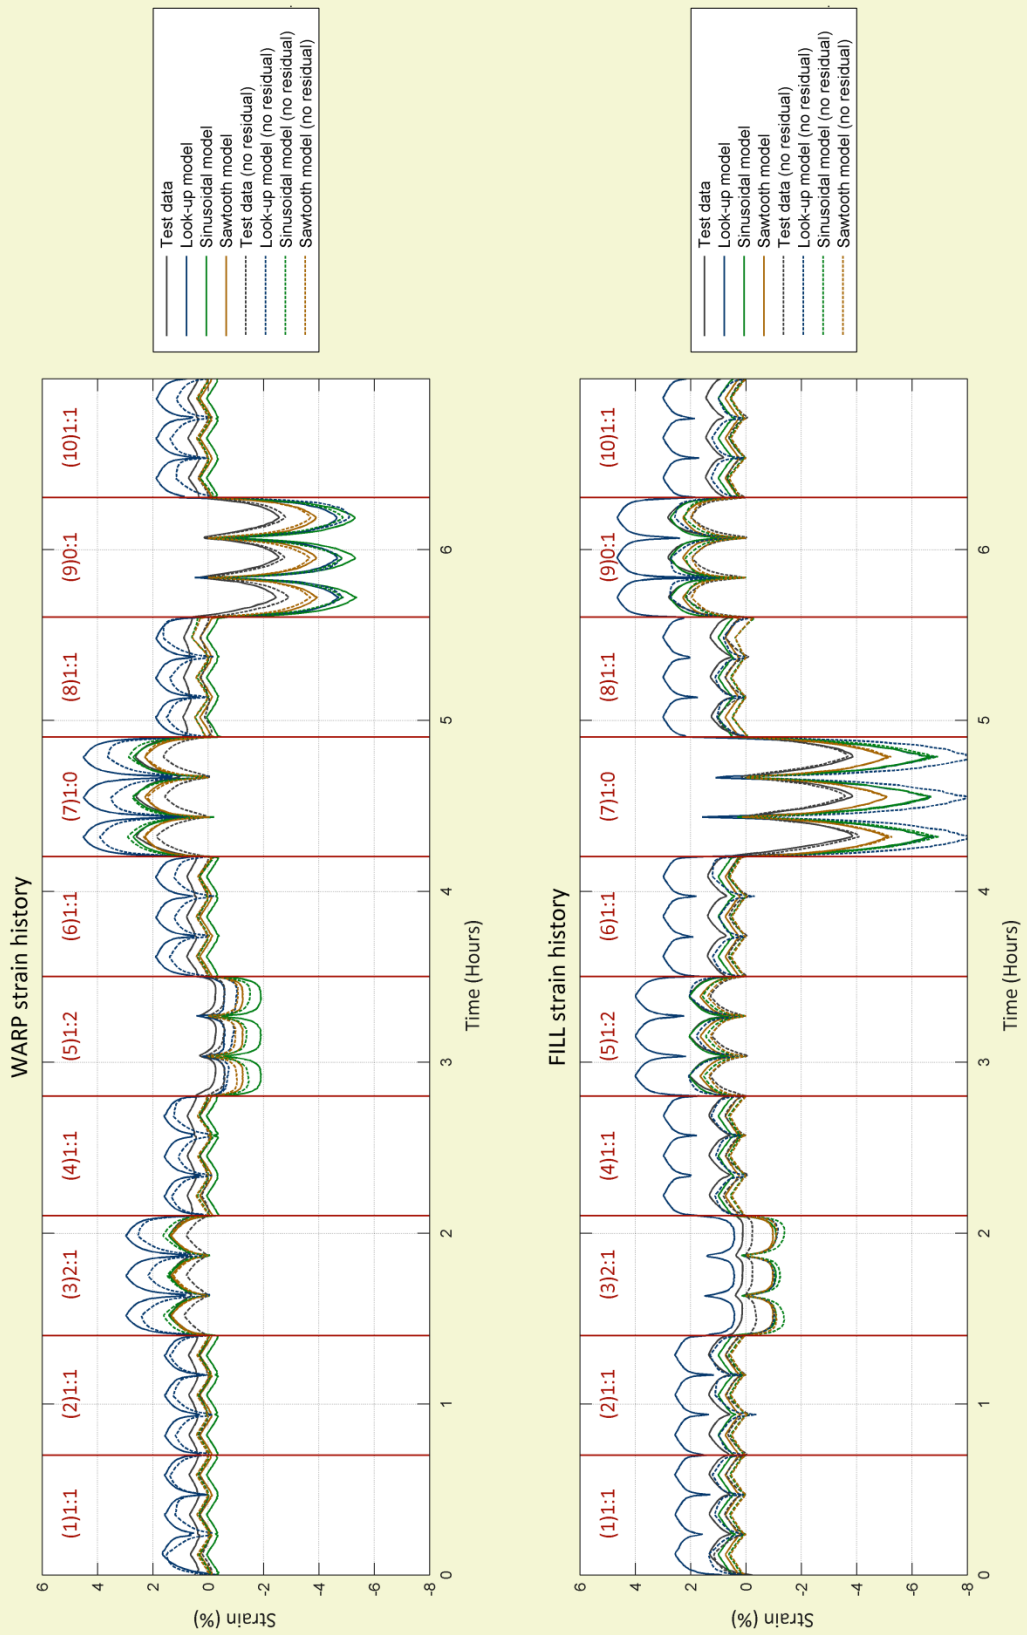 WARP strain history
(1)1:1 (2)1:1 (3)2:1 (4)1:1 (5)1:2 (6)1:1 (7)1:0 (8)1:1 (9)0:1 (10)1:1
6
4
2
0
-2
-4
-6
-8
Strain (%)
0 1 2 3 4 5 6
Time (Hours)
Test data
Look-up model
Sinusoidal model
Sawtooth model
Test data (no residual)
Look-up model (no residual)
Sinusoidal model (no residual)
Sawtooth model (no residual)
FILL strain history
(1)1:1 (2)1:1 (3)2:1 (4)1:1 (5)1:2 (6)1:1 (7)1:0 (8)1:1 (9)0:1 (10)1:1
6
4
2
0
-2
-4
-6
-8
Strain (%)
0 1 2 3 4 5 6
Time (Hours)
Test data
Look-up model
Sinusoidal model
Sawtooth model
Test data (no residual)
Look-up model (no residual)
Sinusoidal model (no residual)
Sawtooth model (no residual)